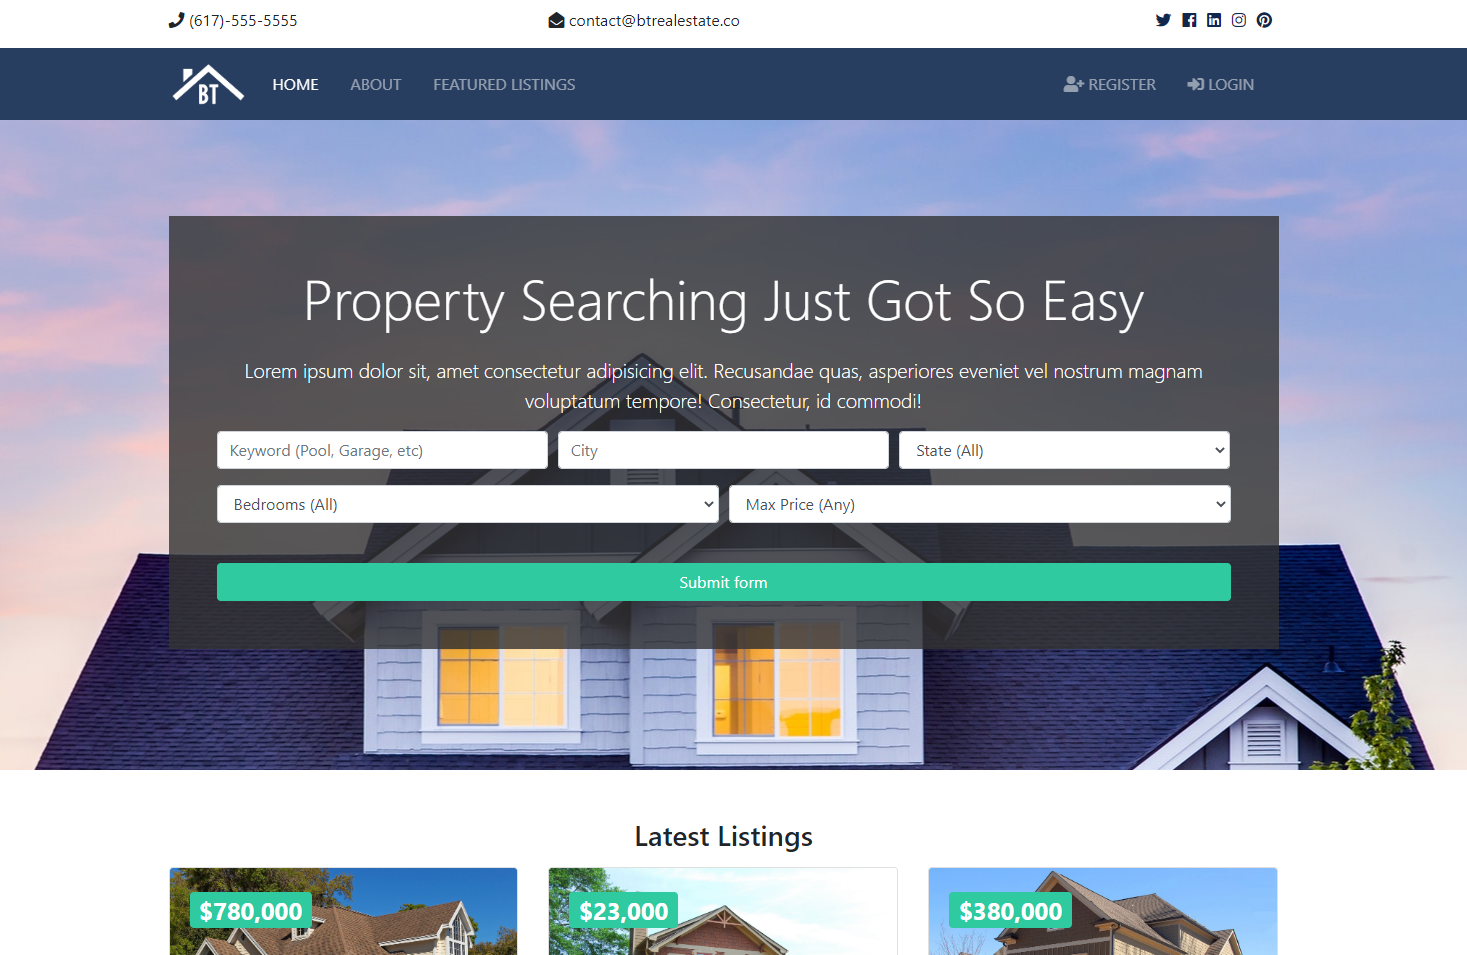 (617)-555-5555
contact@btrealestate.co
BT
HOME
ABOUT
FEATURED LISTINGS
REGISTER
LOGIN
Property Searching Just Got So Easy
Lorem ipsum dolor sit, amet consectetur adipisicing elit. Recusandae quas, asperiores eveniet vel nostrum magnam
voluptatum tempore! Consectetur, id commodi!
Keyword (Pool, Garage, etc)
City
State (All)
Bedrooms (All)
Max Price (Any)
Submit form
Latest Listings
$780,000
$23,000
$380,000